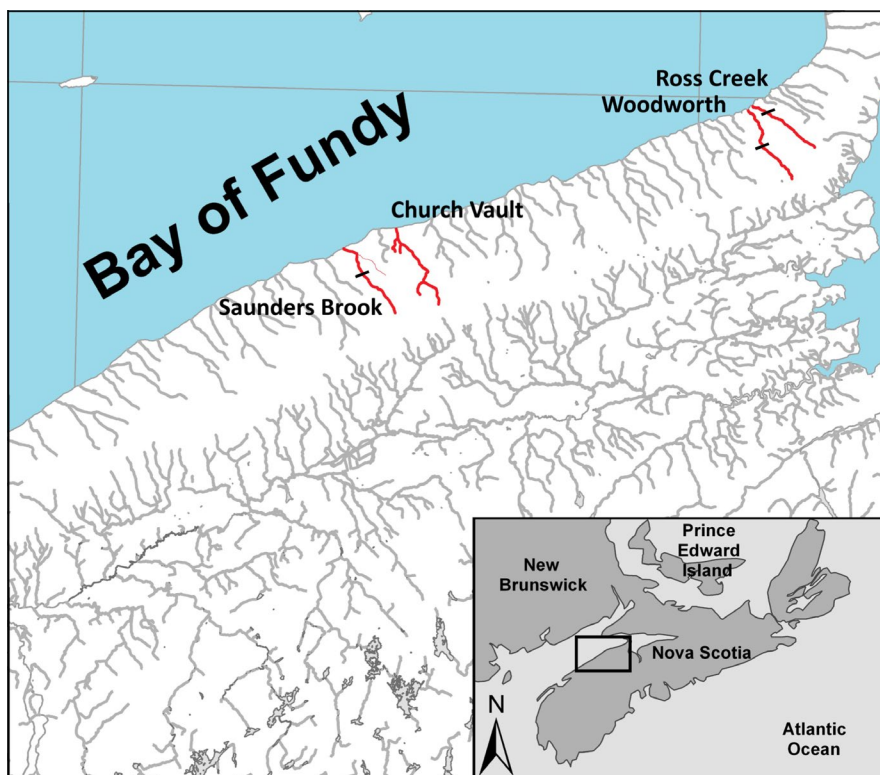 Ross Creek
Woodworth
Bay of Fundy
Church Vault
Saunders Brook
Prince
Edward
Island
New
Brunswick
Nova Scotia
N
Atlantic
Ocean